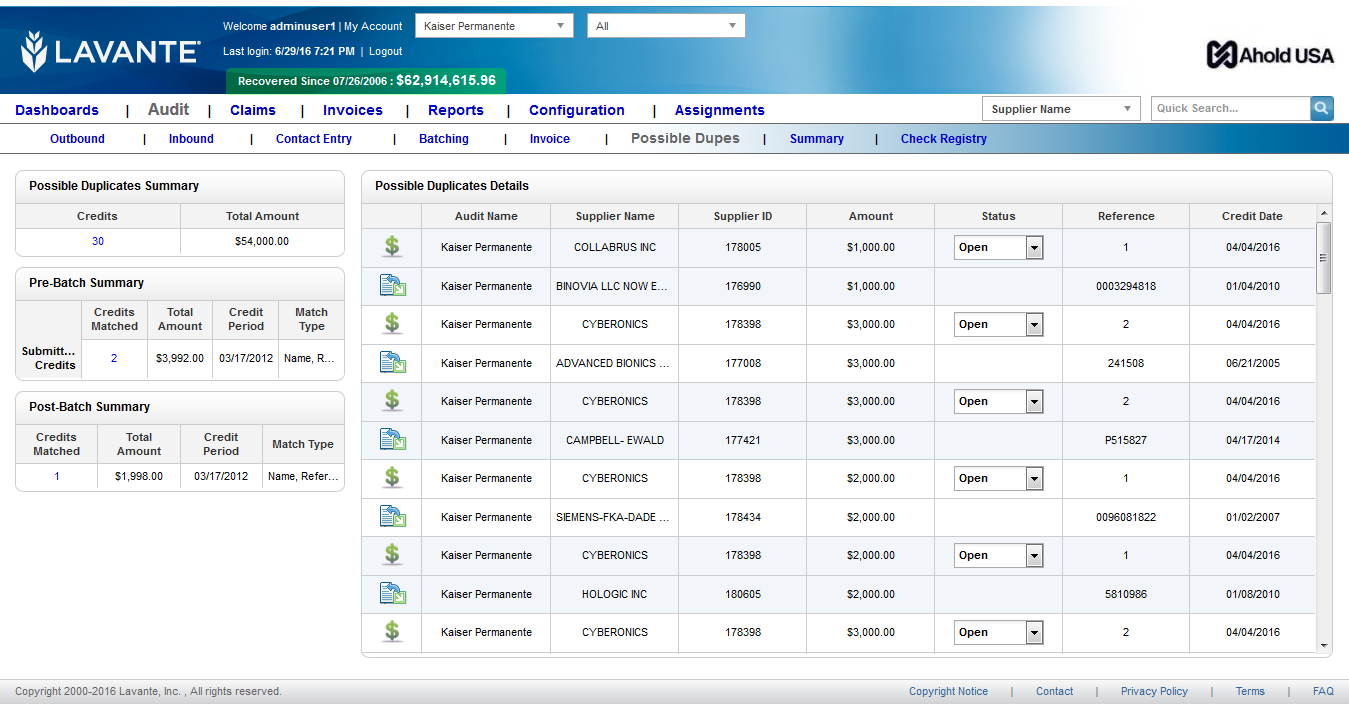 LAVANTE
Welcome adminuser1 | My Account
Kaiser Permanente
All
Last login: 6/29/16 7:21 PM | Logout
Recovered Since 07/26/2006 : $62,914,615.96
Ahold USA
Dashboards | Audit | Claims | Invoices | Reports | Configuration | Assignments
Supplier Name
Quick Search...
Outbound | Inbound | Contact Entry | Batching | Invoice | Possible Dupes | Summary | Check Registry
Possible Duplicates Summary
Credits Total Amount
30 $54,000.00
Pre-Batch Summary
Credits Matched Total Amount Credit Period Match Type
Submitt... Credits 2 $3,992.00 03/17/2012 Name, R...
Post-Batch Summary
Credits Matched Total Amount Credit Period Match Type
1 $1,998.00 03/17/2012 Name, Refer...
Possible Duplicates Details
Audit Name Supplier Name Supplier ID Amount Status Reference Credit Date
Kaiser Permanente COLLABRUS INC 178005 $1,000.00 Open 1 04/04/2016
Kaiser Permanente BINOVIA LLC NOW E... 176990 $1,000.00 0003294818 01/04/2010
Kaiser Permanente CYBERONICS 178398 $3,000.00 Open 2 04/04/2016
Kaiser Permanente ADVANCED BIONICS ... 177008 $3,000.00 241508 06/21/2005
Kaiser Permanente CYBERONICS 178398 $3,000.00 Open 2 04/04/2016
Kaiser Permanente CAMPBELL- EWALD 177421 $3,000.00 P515827 04/17/2014
Kaiser Permanente CYBERONICS 178398 $2,000.00 Open 1 04/04/2016
Kaiser Permanente SIEMENS-FKA-DADE ... 178434 $2,000.00 0096081822 01/02/2007
Kaiser Permanente CYBERONICS 178398 $2,000.00 Open 1 04/04/2016
Kaiser Permanente HOLOGIC INC 180605 $2,000.00 5810986 01/08/2010
Kaiser Permanente CYBERONICS 178398 $3,000.00 Open 2 04/04/2016
Copyright 2000-2016 Lavante, Inc. , All rights reserved.
Copyright Notice | Contact | Privacy Policy | Terms | FAQ